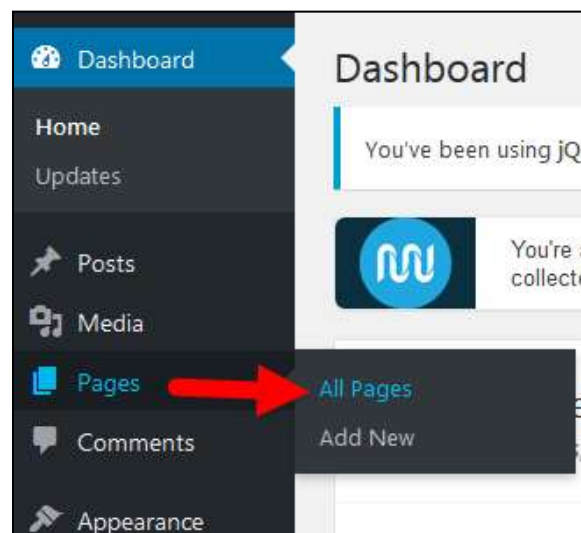 Dashboard
Home
Updates
Posts
Media
Pages
Comments
Appearance
All Pages
Add New
Dashboard
You've been using jQ
You're
collect